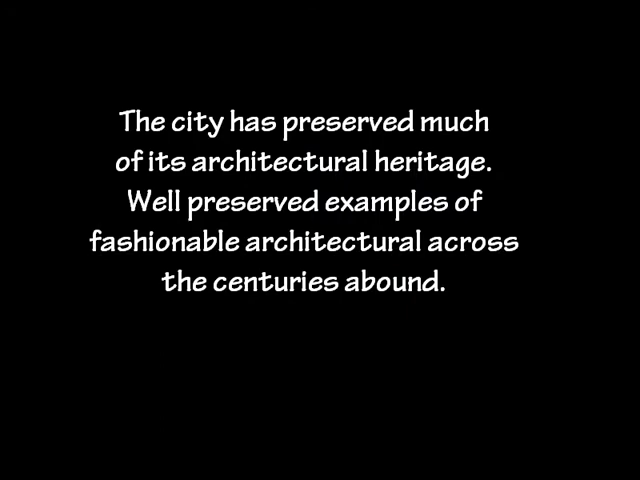 The city has preserved much
of its architectural heritage.
Well preserved examples of
fashionable architectural across
the centuries abound.